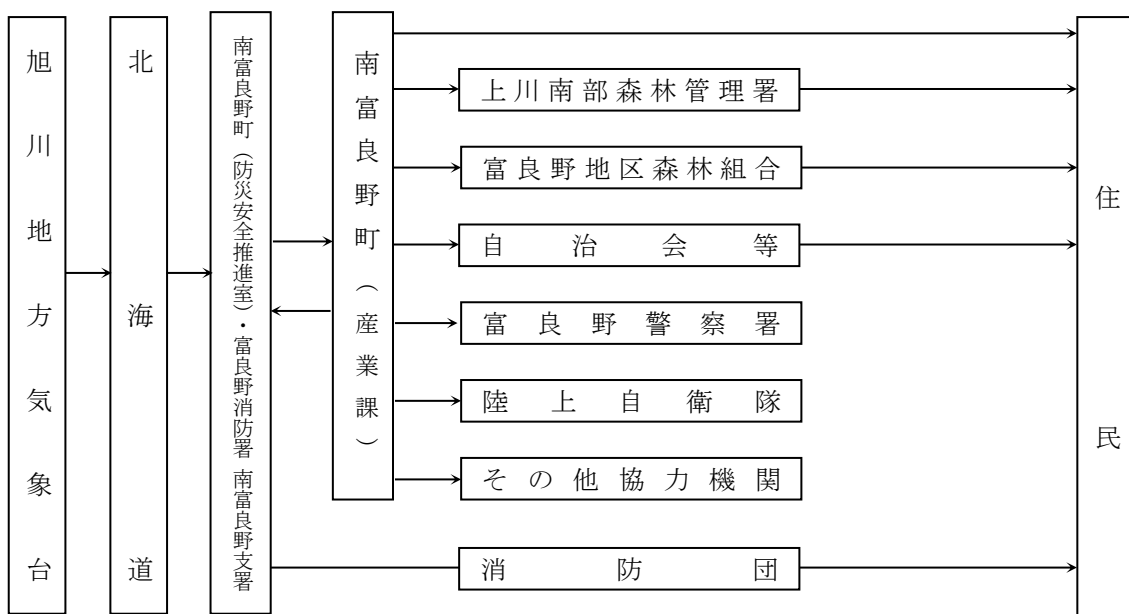 旭川地方気象台
北海道
南富良野町（防災安全推進室）・富良野消防署 南富良野支署
南富良野町（産業課）
上川南部森林管理署
富良野地区森林組合
自治会等
富良野警察署
陸上自衛隊
その他協力機関
消防団
住民